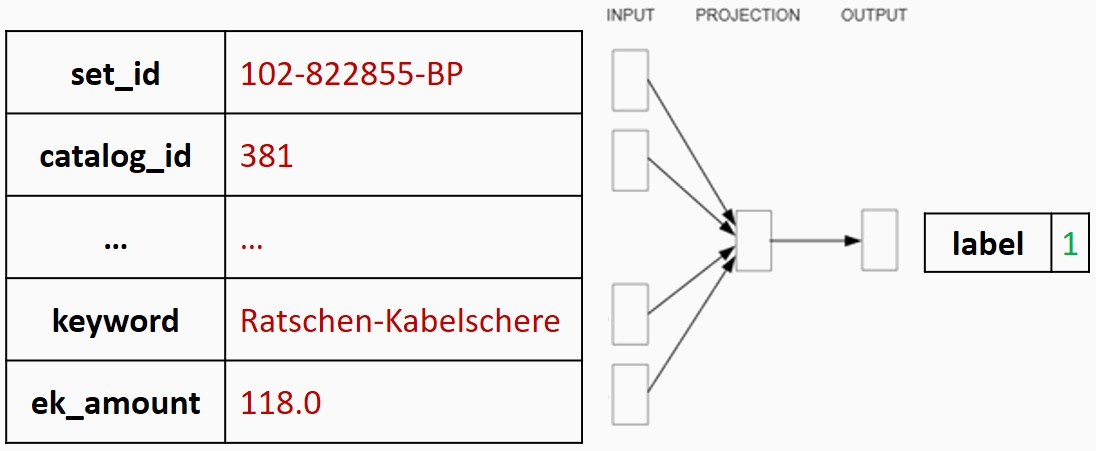 INPUT PROJECTION OUTPUT
set_id 102-822855-BP
catalog_id 381
... ...
keyword Ratschen-Kabelschere
ek_amount 118.0
label 1